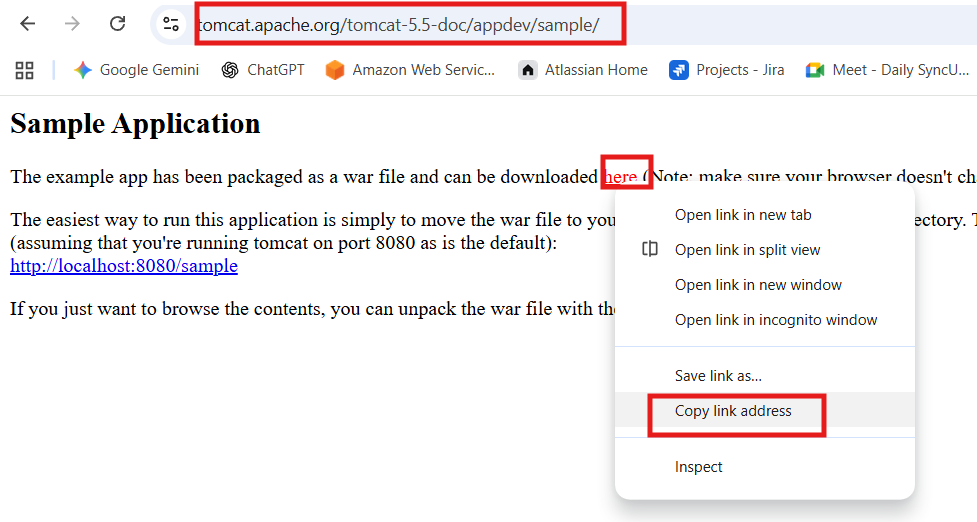 tomcat.apache.org/tomcat-5.5-doc/appdev/sample/
Google Gemini ChatGPT Amazon Web Servic... Atlassian Home Projects - Jira Meet - Daily SyncU...
Sample Application
The example app has been packaged as a war file and can be downloaded here (Note: make sure your browser doesn't ch
The easiest way to run this application is simply to move the war file to you ectory. T
(assuming that you're running tomcat on port 8080 as is the default):
http://localhost:8080/sample
If you just want to browse the contents, you can unpack the war file with the
Open link in new tab
Open link in split view
Open link in new window
Open link in incognito window
Save link as...
Copy link address
Inspect